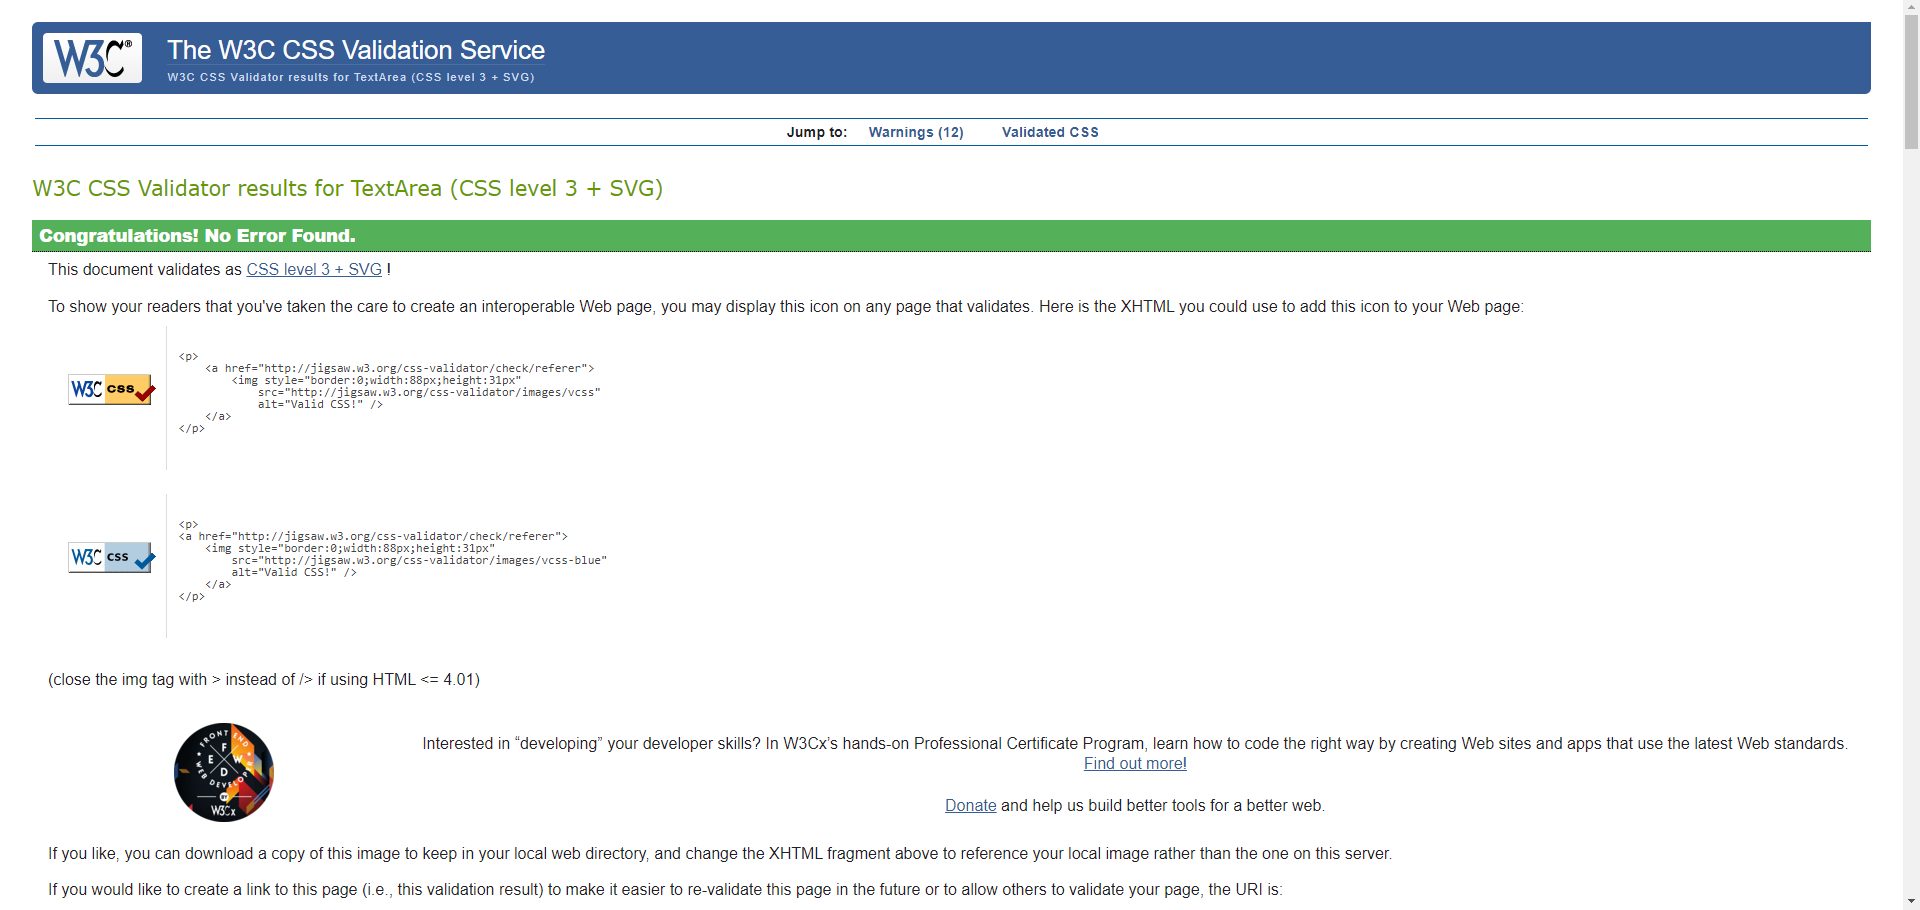 W3C®
The W3C CSS Validation Service
W3C CSS Validator results for TextArea (CSS level 3 + SVG)
Jump to: Warnings (12) Validated CSS
W3C CSS Validator results for TextArea (CSS level 3 + SVG)
Congratulations! No Error Found.
This document validates as CSS level 3 + SVG !
To show your readers that you've taken the care to create an interoperable Web page, you may display this icon on any page that validates. Here is the XHTML you could use to add this icon to your Web page:
W3C css
<p>
    <a href="http://jigsaw.w3.org/css-validator/check/referer">
        <img style="border:0;width:88px;height:31px"
            src="http://jigsaw.w3.org/css-validator/images/vcss"
            alt="Valid CSS!" />
    </a>
</p>
W3C css
<p>
<a href="http://jigsaw.w3.org/css-validator/check/referer">
    <img style="border:0;width:88px;height:31px"
        src="http://jigsaw.w3.org/css-validator/images/vcss-blue"
        alt="Valid CSS!" />
    </a>
</p>
(close the img tag with > instead of /> if using HTML <= 4.01)
FRONT END
F E W D
WEB DEVELOPER
BY
W3Cx
Interested in “developing” your developer skills? In W3Cx’s hands-on Professional Certificate Program, learn how to code the right way by creating Web sites and apps that use the latest Web standards.
Find out more!
Donate and help us build better tools for a better web.
If you like, you can download a copy of this image to keep in your local web directory, and change the XHTML fragment above to reference your local image rather than the one on this server.
If you would like to create a link to this page (i.e., this validation result) to make it easier to re-validate this page in the future or to allow others to validate your page, the URI is: